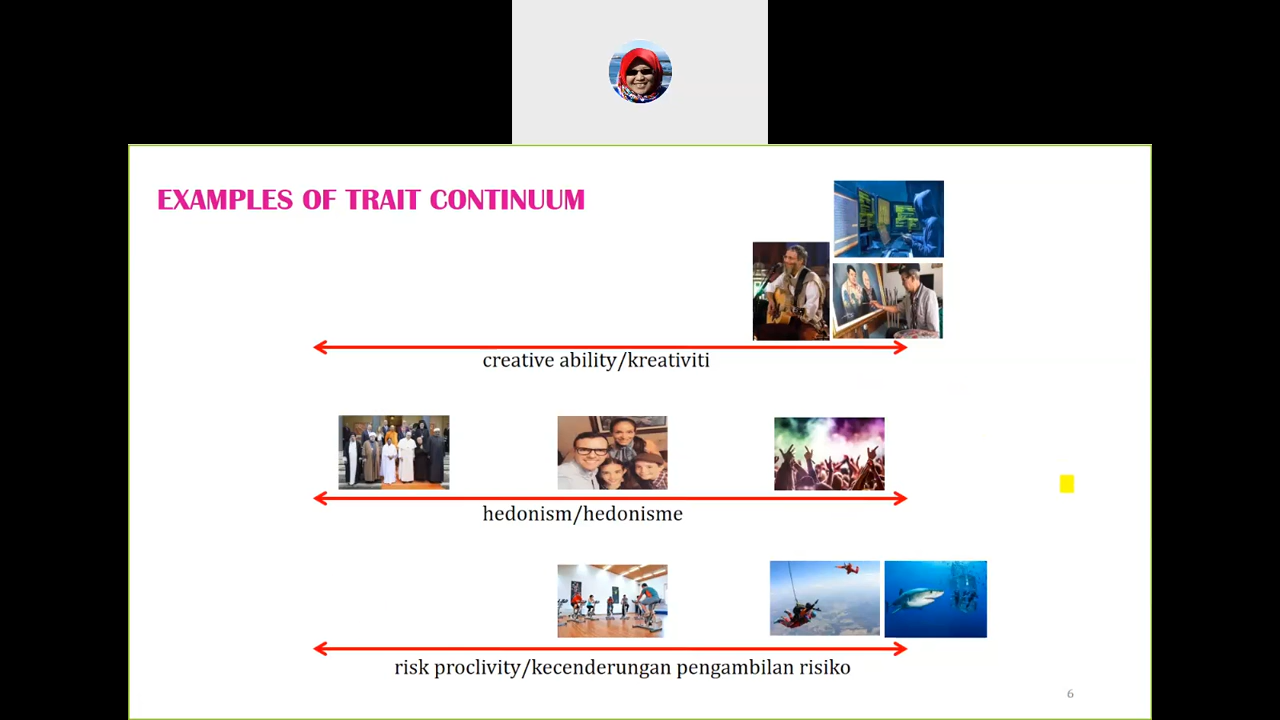 EXAMPLES OF TRAIT CONTINUUM
creative ability/kreativiti
hedonism/hedonisme
risk proclivity/kecenderungan pengambilan risiko
6